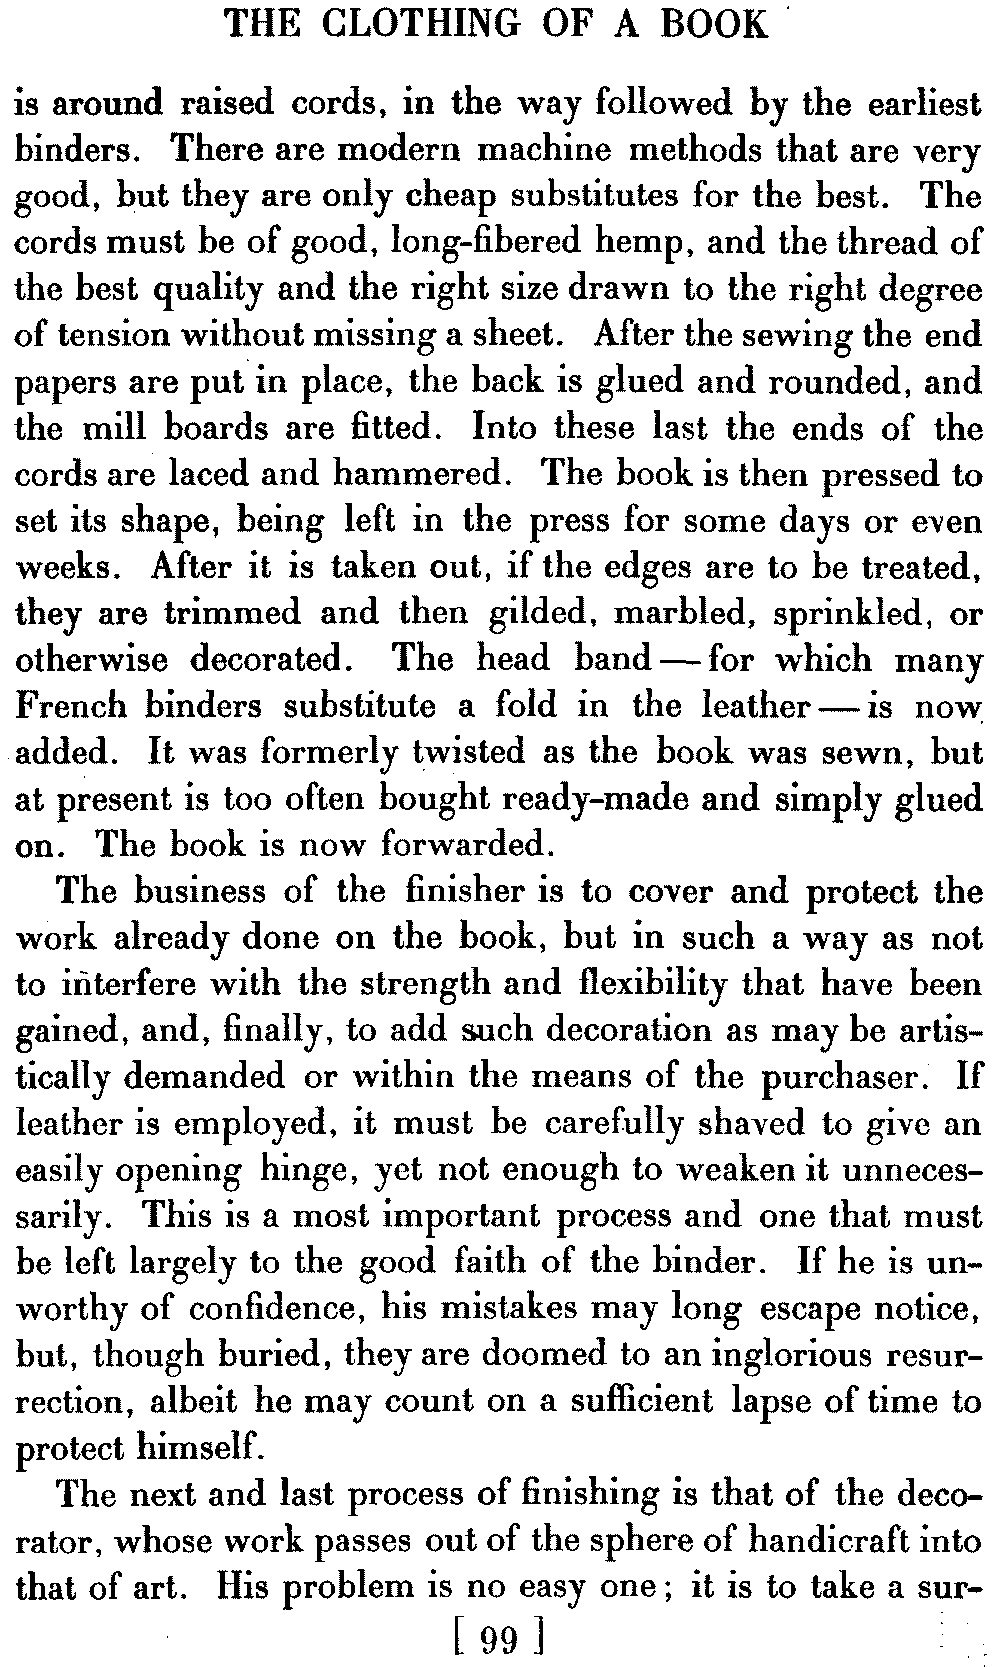 THE CLOTHING OF A BOOK
is around raised cords, in the way followed by the earliest
binders. There are modern machine methods that are very
good, but they are only cheap substitutes for the best. The
cords must be of good, long-fibered hemp, and the thread of
the best quality and the right size drawn to the right degree
of tension without missing a sheet. After the sewing the end
papers are put in place, the back is glued and rounded, and
the mill boards are fitted. Into these last the ends of the
cords are laced and hammered. The book is then pressed to
set its shape, being left in the press for some days or even
weeks. After it is taken out, if the edges are to be treated,
they are trimmed and then gilded, marbled, sprinkled, or
otherwise decorated. The head band — for which many
French binders substitute a fold in the leather — is now
added. It was formerly twisted as the book was sewn, but
at present is too often bought ready-made and simply glued
on. The book is now forwarded.
The business of the finisher is to cover and protect the
work already done on the book, but in such a way as not
to interfere with the strength and flexibility that have been
gained, and, finally, to add such decoration as may be artis-
tically demanded or within the means of the purchaser. If
leather is employed, it must be carefully shaved to give an
easily opening hinge, yet not enough to weaken it unneces-
sarily. This is a most important process and one that must
be left largely to the good faith of the binder. If he is un-
worthy of confidence, his mistakes may long escape notice,
but, though buried, they are doomed to an inglorious resur-
rection, albeit he may count on a sufficient lapse of time to
protect himself.
The next and last process of finishing is that of the deco-
rator, whose work passes out of the sphere of handicraft into
that of art. His problem is no easy one; it is to take a sur-
[ 99 ]